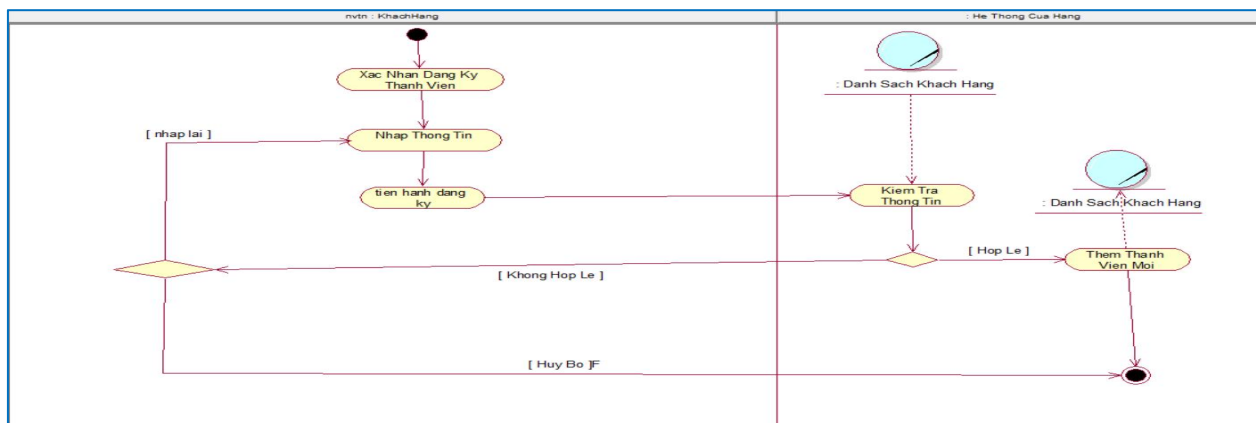 nvtn : KhachHang
: He Thong Cua Hang
Xac Nhan Dang Ky
Thanh Vien
: Danh Sach Khach Hang
[ nhap lai ]
Nhap Thong Tin
tien hanh dang
ky
Kiem Tra
Thong Tin
: Danh Sach Khach Hang
[ Hop Le ]
Them Thanh
Vien Moi
[ Khong Hop Le ]
[ Huy Bo ]F